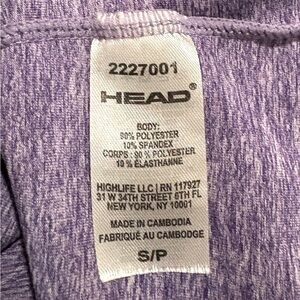 2227001
HEAD®
BODY:
90% POLYESTER
10% SPANDEX
CORPS: 90% POLYESTER
10% ÉLASTHANNE
HIGHLIFE LLC | RN 117927
31 W 34TH STREET 6TH FL
NEW YORK, NY 10001
MADE IN CAMBODIA
FABRIQUÉ AU CAMBODGE
S/P